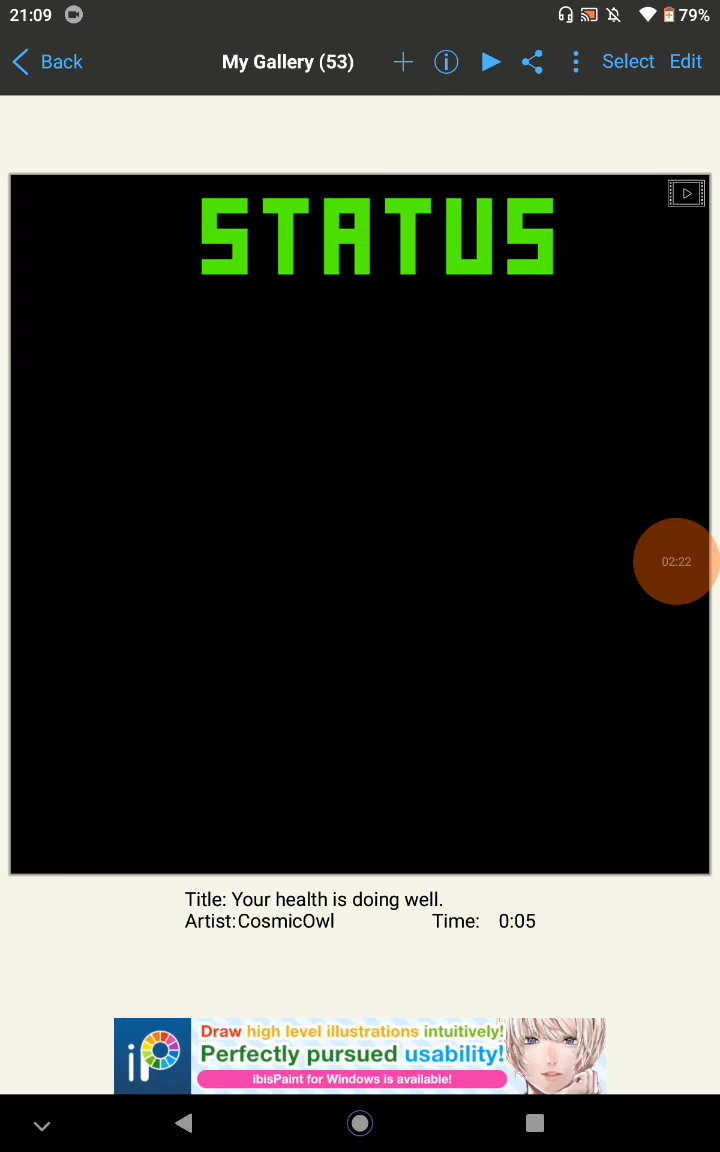 21:09
79%
Back
My Gallery (53)
Select
Edit
STATUS
02:22
Title: Your health is doing well.
Artist:CosmicOwl Time: 0:05
Draw high level illustrations intuitively!
iP
Perfectly pursued usability!
ibisPaint for Windows is available!